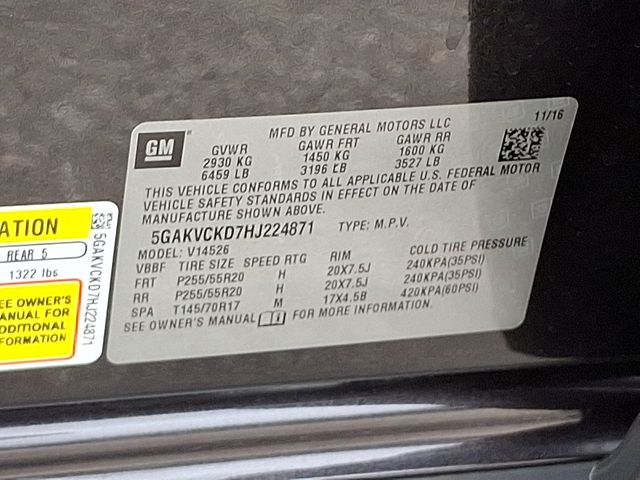 GM
MFD BY GENERAL MOTORS LLC
11/16
GVWR GAWR FRT GAWR RR
2930 KG 1450 KG 1600 KG
6459 LB 3196 LB 3527 LB
THIS VEHICLE CONFORMS TO ALL APPLICABLE U.S. FEDERAL MOTOR
VEHICLE SAFETY STANDARDS IN EFFECT ON THE DATE OF
MANUFACTURE SHOWN ABOVE.
5GAKVCKD7HJ224871 TYPE: M.P.V.
MODEL: V14526
VBBF TIRE SIZE SPEED RTG RIM COLD TIRE PRESSURE
FRT P255/55R20 H 20X7.5J 240KPA(35PSI)
RR P255/55R20 H 20X7.5J 240KPA(35PSI)
SPA T145/70R17 M 17X4.5B 420KPA(60PSI)
SEE OWNER'S MANUAL FOR MORE INFORMATION.
ATION
REAR 5
1322 lbs
EE OWNER'S
ANUAL FOR
DDITIONAL
FORMATION
5GAKVCKD7HJ224871